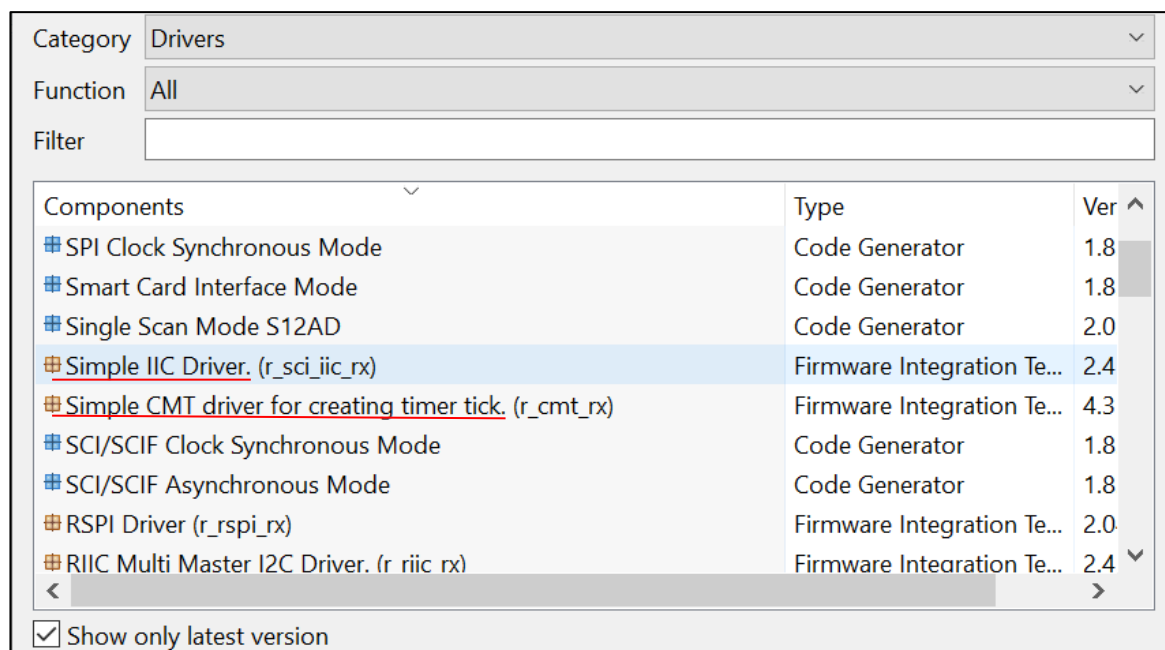 Category Drivers
Function All
Filter
Components Type Ver
SPI Clock Synchronous Mode Code Generator 1.8
Smart Card Interface Mode Code Generator 1.8
Single Scan Mode S12AD Code Generator 2.0
Simple IIC Driver. (r_sci_iic_rx) Firmware Integration Te... 2.4
Simple CMT driver for creating timer tick. (r_cmt_rx) Firmware Integration Te... 4.3
SCI/SCIF Clock Synchronous Mode Code Generator 1.8
SCI/SCIF Asynchronous Mode Code Generator 1.8
RSPI Driver (r_rspi_rx) Firmware Integration Te... 2.0
RIIC Multi Master I2C Driver. (r_riic_rx) Firmware Integration Te... 2.4
Show only latest version